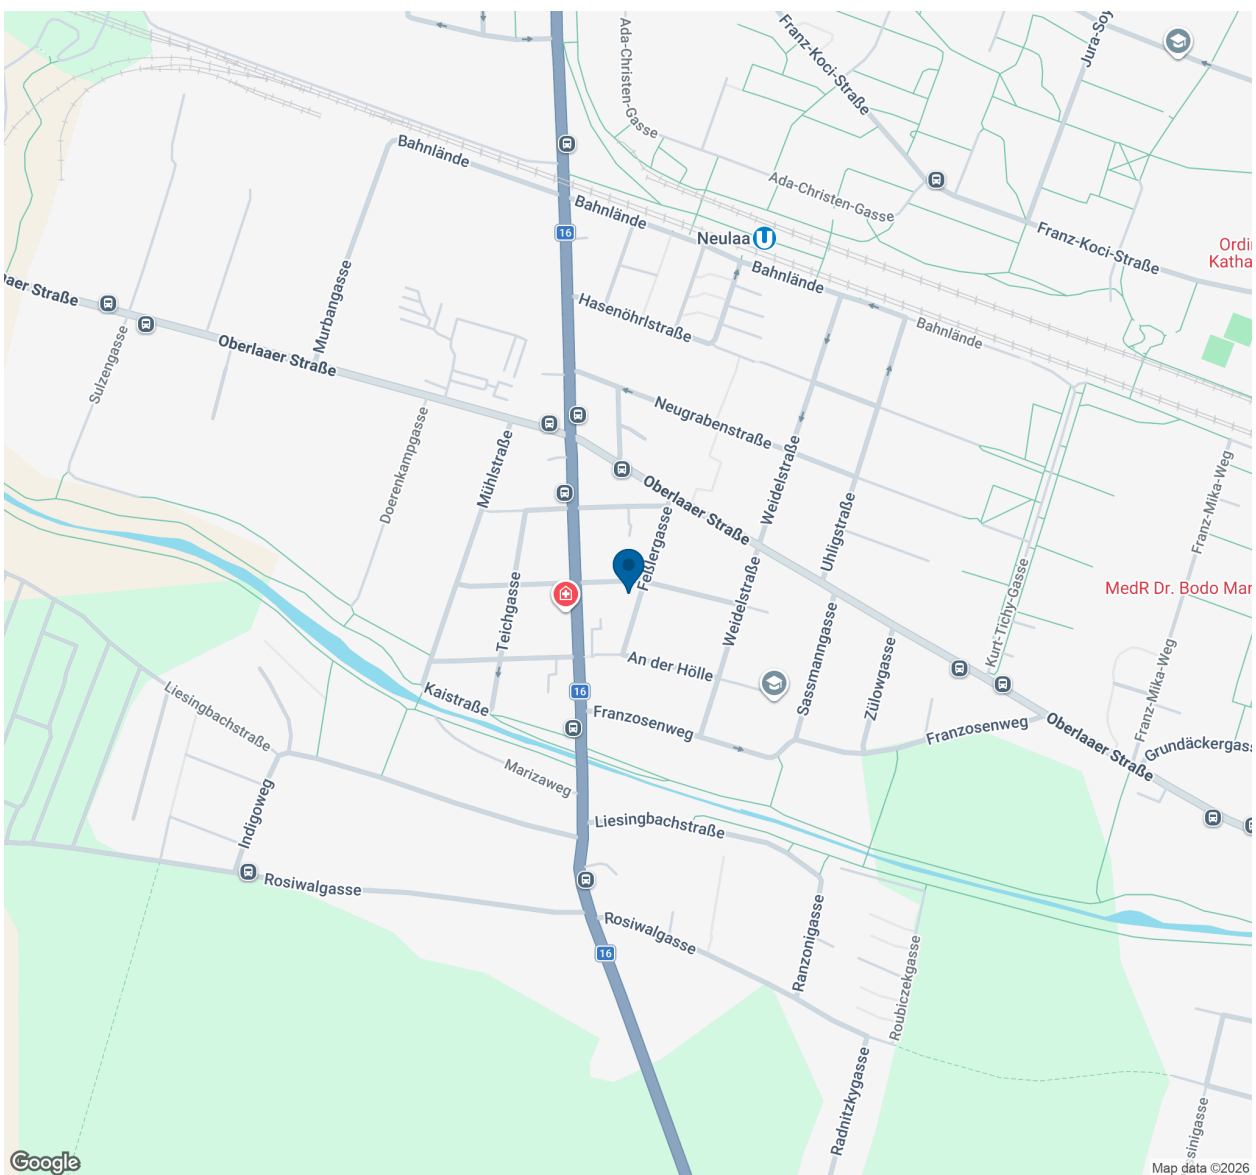 Ada-Christen-Gasse
Franz-Koci-Straße
Jura-Soy
Bahnlände
Ada-Christen-Gasse
Bahnlände
16
Neulaa
Franz-Koci-Straße
Ordi
Katha
Bahnlände
naer Straße
Murbangasse
Hasenöhrlstraße
Bahnlände
Sulzengasse
Oberlaaer Straße
Neugrabenstraße
Doerenkampgasse
Mühlstraße
Weidelstraße
Franz-Mika-Weg
Oberlaaer Straße
Uhligstraße
Feßlergasse
MedR Dr. Bodo Mar
Teichgasse
Weidelstraße
Kurt-Tichy-Gasse
An der Hölle
Sassmanngasse
Zülowgasse
Franz-Mika-Weg
Kaistraße
16
Liesingbachstraße
Franzosenweg
Franzosenweg
Oberlaaer Straße
Grundäckergass
Marizaweg
Indigoweg
Liesingbachstraße
Rosiwalgasse
Rosiwalgasse
Ranzonigasse
16
Roubiczekgasse
Radnitzkygasse
ssinigasse
Google
Map data ©2026